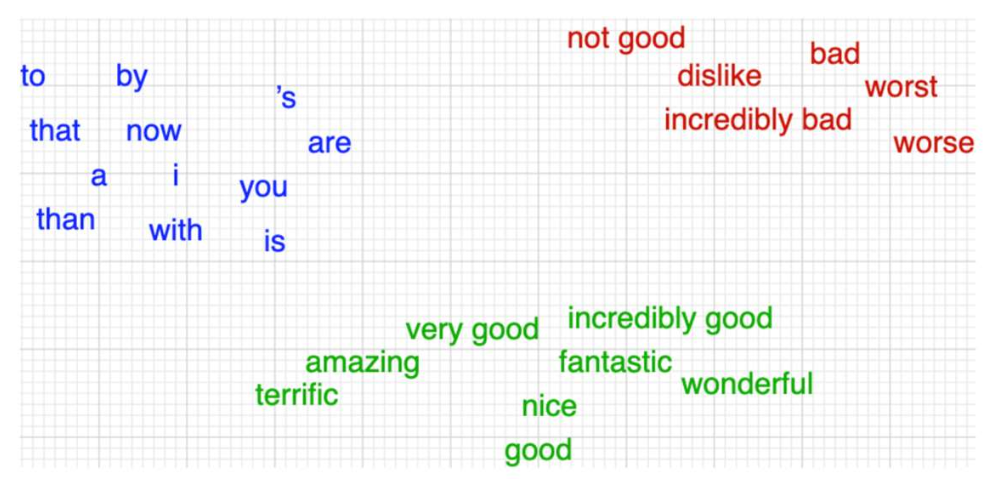 not good
bad
to
by
dislike
worst
's
incredibly bad
that
now
are
worse
a
i
you
than
with
is
very good
incredibly good
amazing
fantastic
terrific
wonderful
nice
good